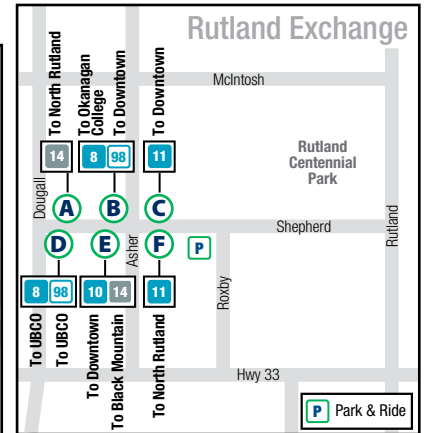 Rutland Exchange
McIntosh
To North Rutland
To Okanagan
College
To Downtown
To Downtown
14
8
98
11
Rutland
Centennial
Park
Dougall
A
B
C
Shepherd
Rutland
D
E
Asher
F
P
Roxby
8
98
10
14
11
To UBCO
To UBCO
To Downtown
To Black Mountain
To North Rutland
Hwy 33
P Park & Ride